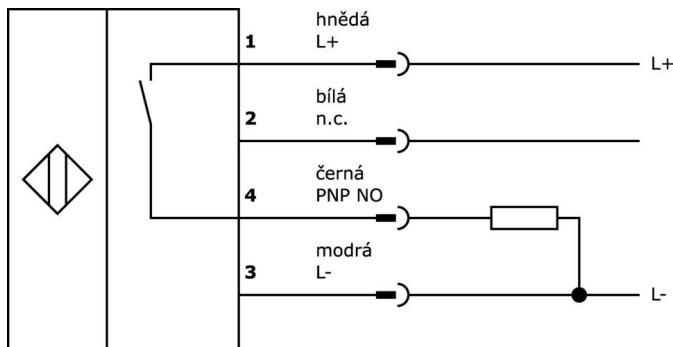 hnědá
1 L+
L+
bílá
2 n.c.
černá
4 PNP NO
modrá
3 L-
L-